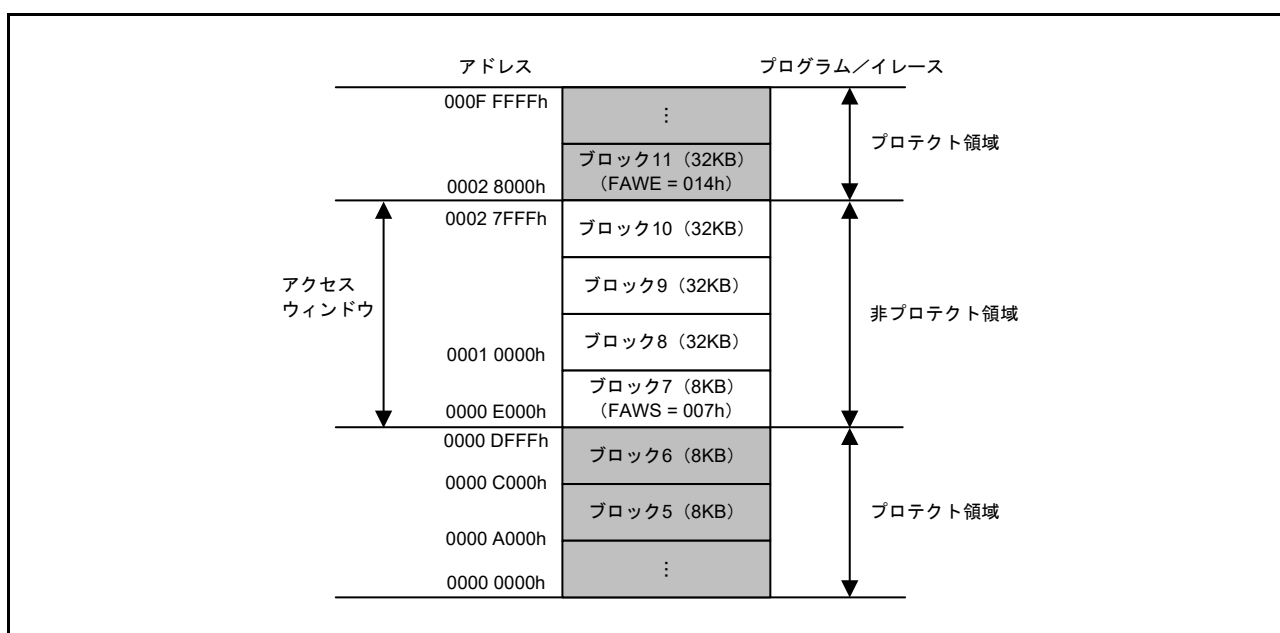 アドレス
プログラム／イレース
000F FFFFh
⋮
プロテクト領域
ブロック11（32KB）
（FAWE = 014h）
0002 8000h
0002 7FFFh
ブロック10（32KB）
アクセス
ウィンドウ
ブロック9（32KB）
非プロテクト領域
ブロック8（32KB）
0001 0000h
ブロック7（8KB）
（FAWS = 007h）
0000 E000h
0000 DFFFh
ブロック6（8KB）
0000 C000h
ブロック5（8KB）
プロテクト領域
0000 A000h
⋮
0000 0000h